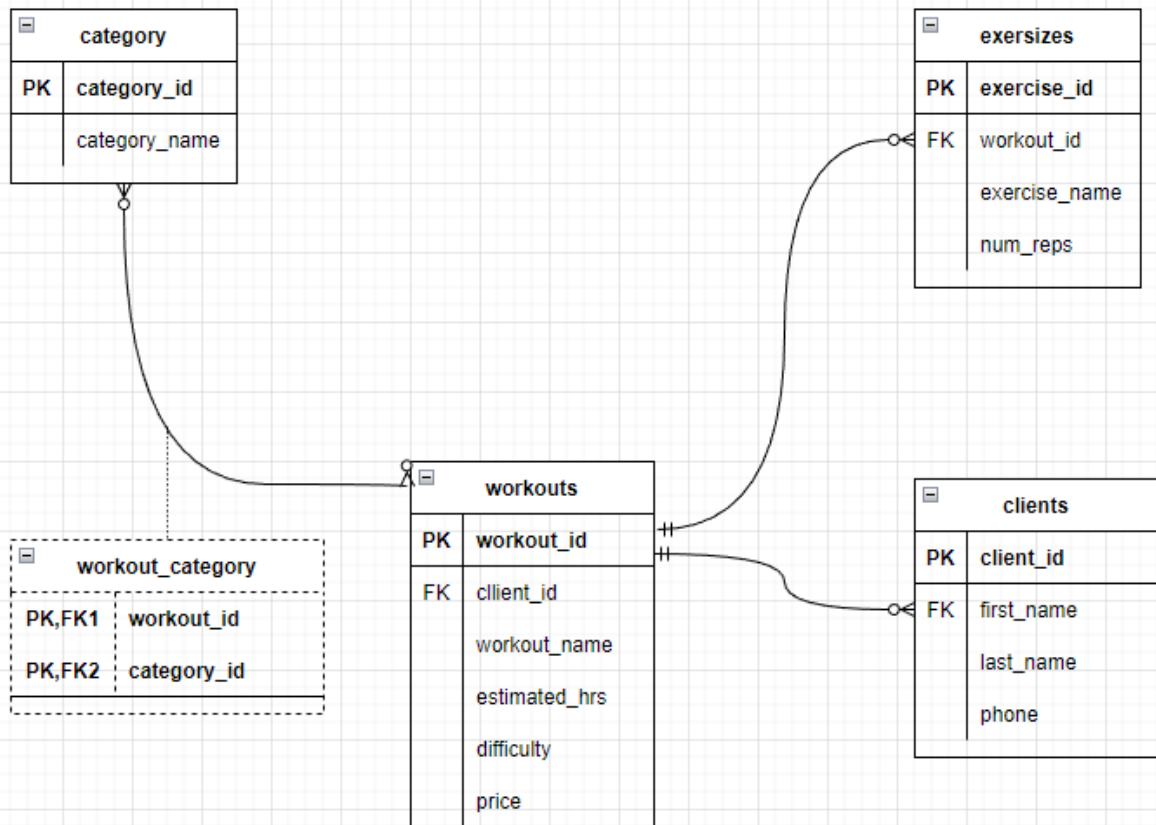 category
PK category_id
category_name
exersizes
PK exercise_id
FK workout_id
exercise_name
num_reps
workout_category
PK,FK1 workout_id
PK,FK2 category_id
workouts
PK workout_id
FK cllient_id
workout_name
estimated_hrs
difficulty
price
clients
PK client_id
FK first_name
last_name
phone